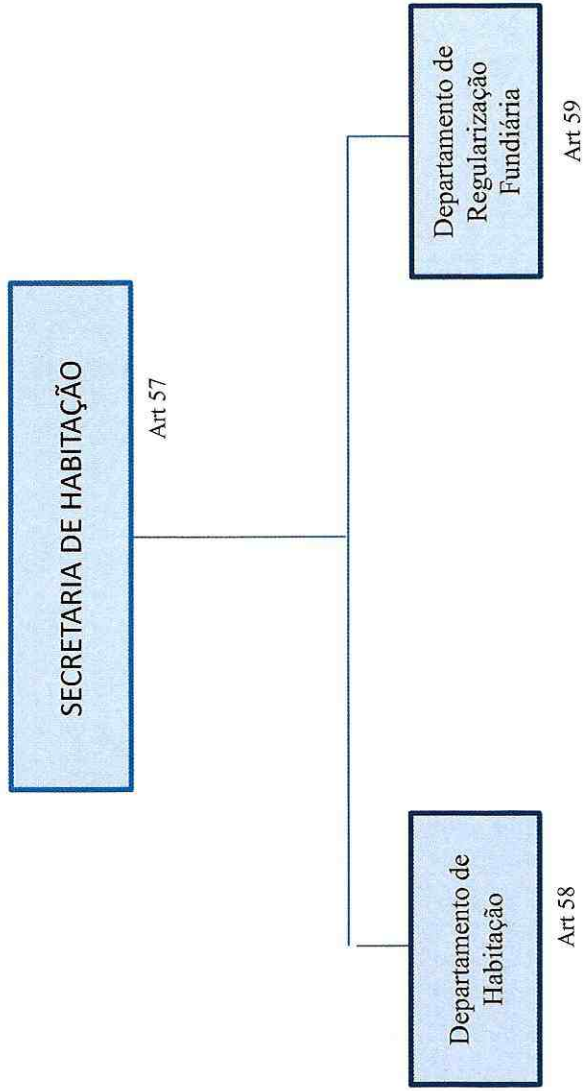 SECRETARIA DE HABITAÇÃO
Art 57
Departamento de
Habitação
Art 58
Departamento de
Regularização
Fundiária
Art 59